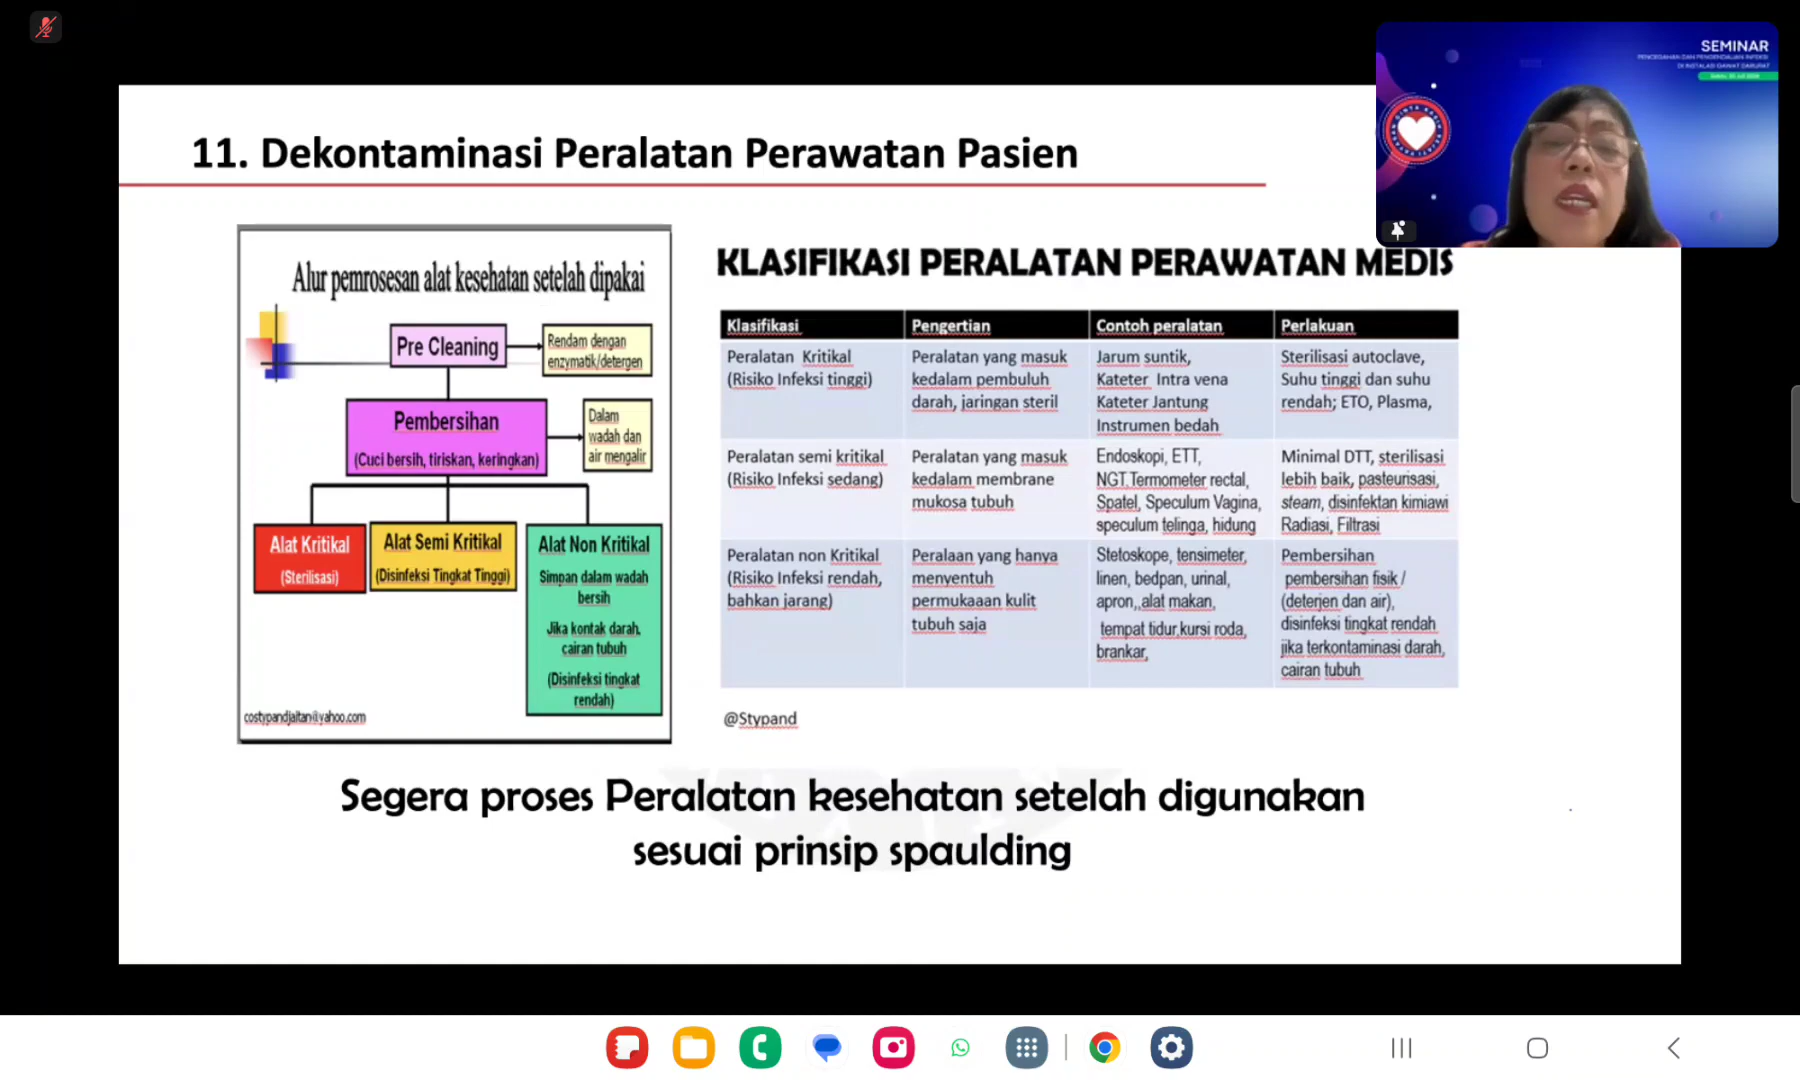 SEMINAR
PENCEGAHAN DAN PENGENDALIAN INFEKSI
DI INSTALASI GAWAT DARURAT
11. Dekontaminasi Peralatan Perawatan Pasien
Alur pemrosesan alat kesehatan setelah dipakai
Pre Cleaning
Rendam dengan
enzymatik/detergen
Pembersihan
(Cuci bersih, tiriskan, keringkan)
Dalam
wadah dan
air mengalir
Alat Kritikal
(Sterilisasi)
Alat Semi Kritikal
(Disinfeksi Tingkat Tinggi)
Alat Non Kritikal
Simpan dalam wadah
bersih
Jika kontak darah,
cairan tubuh
(Disinfeksi tingkat
rendah)
costypandjaitan@yahoo.com
KLASIFIKASI PERALATAN PERAWATAN MEDIS
Klasifikasi
Pengertian
Contoh peralatan
Perlakuan
Peralatan Kritikal
(Risiko Infeksi tinggi)
Peralatan yang masuk
kedalam pembuluh
darah, jaringan steril
Jarum suntik,
Kateter Intra vena
Kateter Jantung
Instrumen bedah
Sterilisasi autoclave,
Suhu tinggi dan suhu
rendah; ETO, Plasma,
Peralatan semi kritikal
(Risiko Infeksi sedang)
Peralatan yang masuk
kedalam membrane
mukosa tubuh
Endoskopi, ETT,
NGT.Termometer rectal,
Spatel, Speculum Vagina,
speculum telinga, hidung
Minimal DTT, sterilisasi
lebih baik, pasteurisasi,
steam, disinfektan kimiawi
Radiasi, Filtrasi
Peralatan non Kritikal
(Risiko Infeksi rendah,
bahkan jarang)
Peralaan yang hanya
menyentuh
permukaaan kulit
tubuh saja
Stetoskope, tensimeter,
linen, bedpan, urinal,
apron,,alat makan,
tempat tidur,kursi roda,
brankar,
Pembersihan
pembersihan fisik /
(deterjen dan air),
disinfeksi tingkat rendah
jika terkontaminasi darah,
cairan tubuh
@Stypand
Segera proses Peralatan kesehatan setelah digunakan
sesuai prinsip spaulding